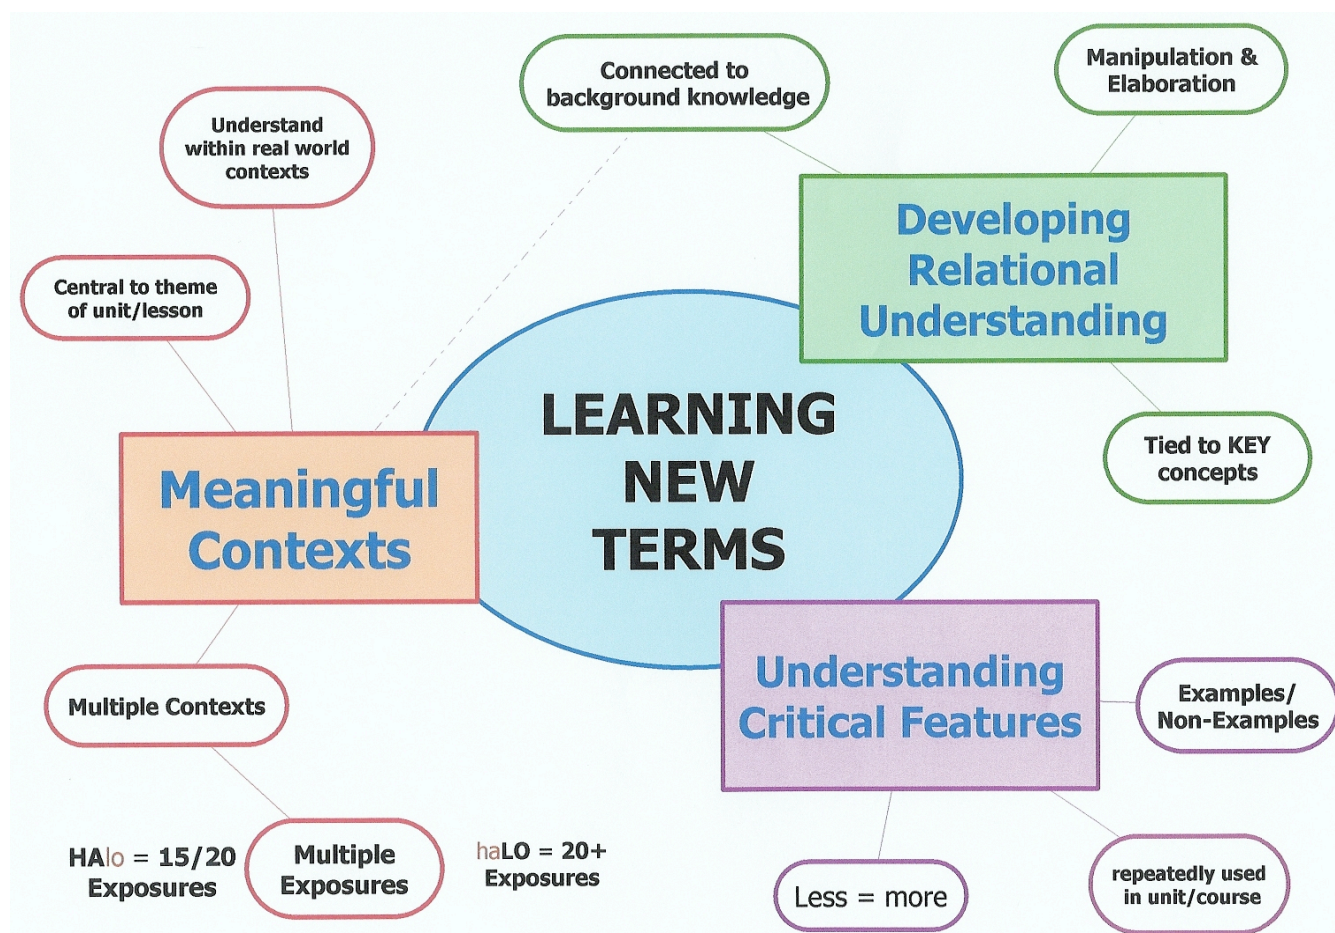 Connected to
background knowledge
Manipulation &
Elaboration
Understand
within real world
contexts
Developing
Relational
Understanding
Central to theme
of unit/lesson
LEARNING
NEW
TERMS
Tied to KEY
concepts
Meaningful
Contexts
Understanding
Critical Features
Examples/
Non-Examples
Multiple Contexts
HAlo = 15/20
Exposures
Multiple
Exposures
haLO = 20+
Exposures
Less = more
repeatedly used
in unit/course